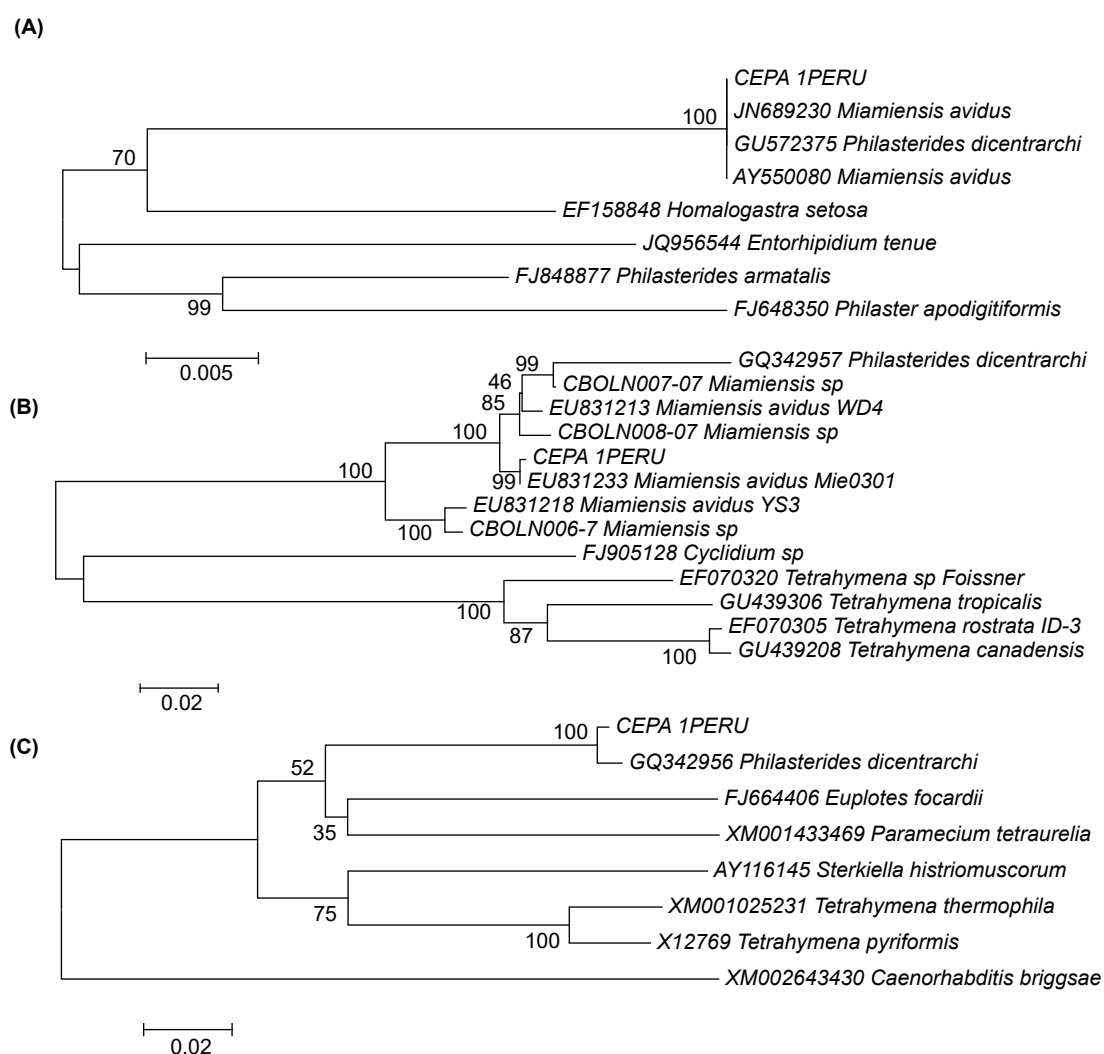 (A)
CEPA 1PERU
100
JN689230 Miamiensis avidus
GU572375 Philasterides dicentrarchi
70
AY550080 Miamiensis avidus
EF158848 Homalogastra setosa
JQ956544 Entorhipidium tenue
FJ848877 Philasterides armatalis
99
FJ648350 Philaster apodigitiformis
0.005
(B)
99
GQ342957 Philasterides dicentrarchi
46
CBOLN007-07 Miamiensis sp
85
EU831213 Miamiensis avidus WD4
100
CBOLN008-07 Miamiensis sp
CEPA 1PERU
100
99
EU831233 Miamiensis avidus Mie0301
EU831218 Miamiensis avidus YS3
100
CBOLN006-7 Miamiensis sp
FJ905128 Cyclidium sp
EF070320 Tetrahymena sp Foissner
100
GU439306 Tetrahymena tropicalis
87
EF070305 Tetrahymena rostrata ID-3
100
GU439208 Tetrahymena canadensis
0.02
(C)
CEPA 1PERU
100
GQ342956 Philasterides dicentrarchi
52
FJ664406 Euplotes focardii
35
XM001433469 Paramecium tetraurelia
AY116145 Sterkiella histriomuscorum
75
XM001025231 Tetrahymena thermophila
100
X12769 Tetrahymena pyriformis
XM002643430 Caenorhabditis briggsae
0.02